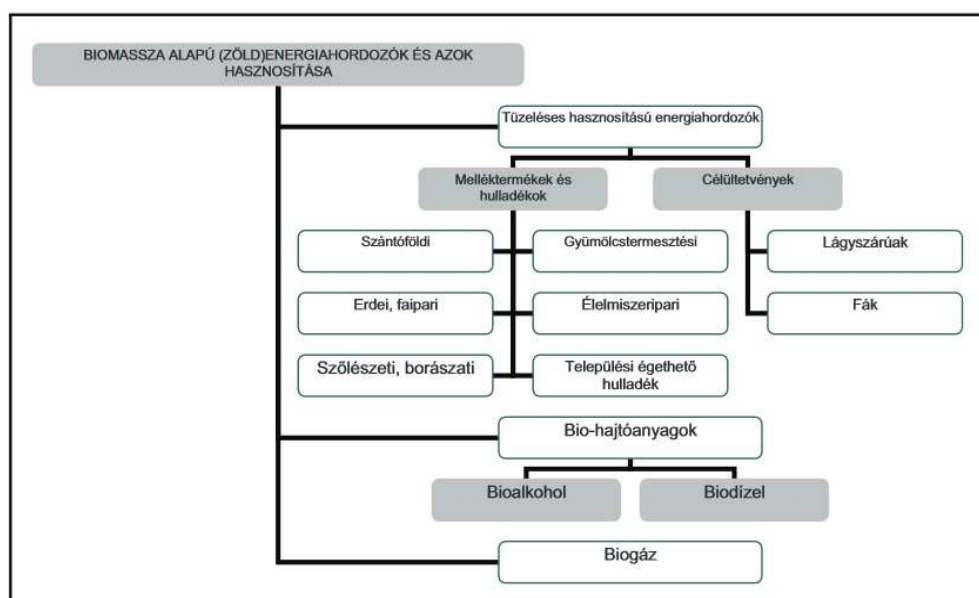 BIOMASSZA ALAPÚ (ZÖLD)ENERGIAHORDOZÓK ÉS AZOK
HASZNOSÍTÁSA
Tüzeléses hasznosítású energiahordozók
Melléktermékek és
hulladékok
Célültetvények
Szántóföldi
Gyümölcstermesztési
Lágyszárúak
Erdei, faipari
Élelmiszeripari
Fák
Szőlészeti, borászati
Települési égethető
hulladék
Bio-hajtóanyagok
Bioalkohol
Biodízel
Biogáz